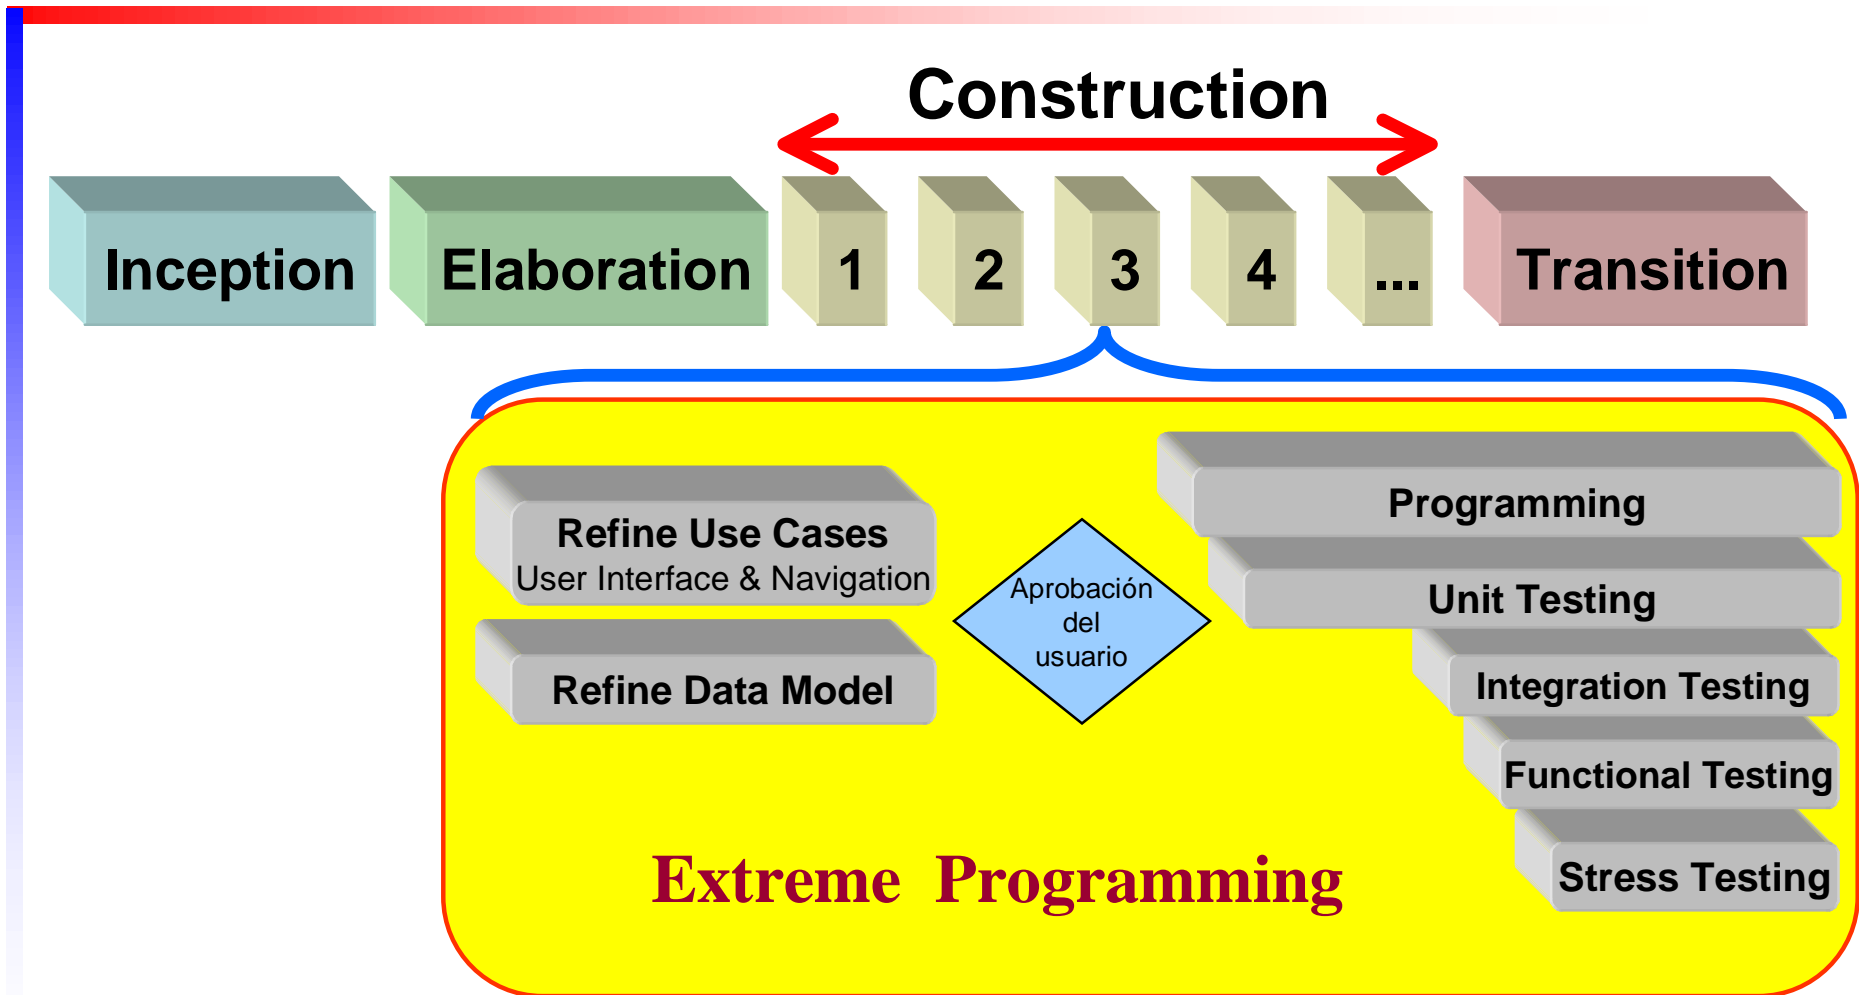 Construction
Inception
Elaboration
1
2
3
4
...
Transition
Refine Use Cases
User Interface & Navigation
Refine Data Model
Aprobación
del
usuario
Programming
Unit Testing
Integration Testing
Functional Testing
Stress Testing
Extreme Programming